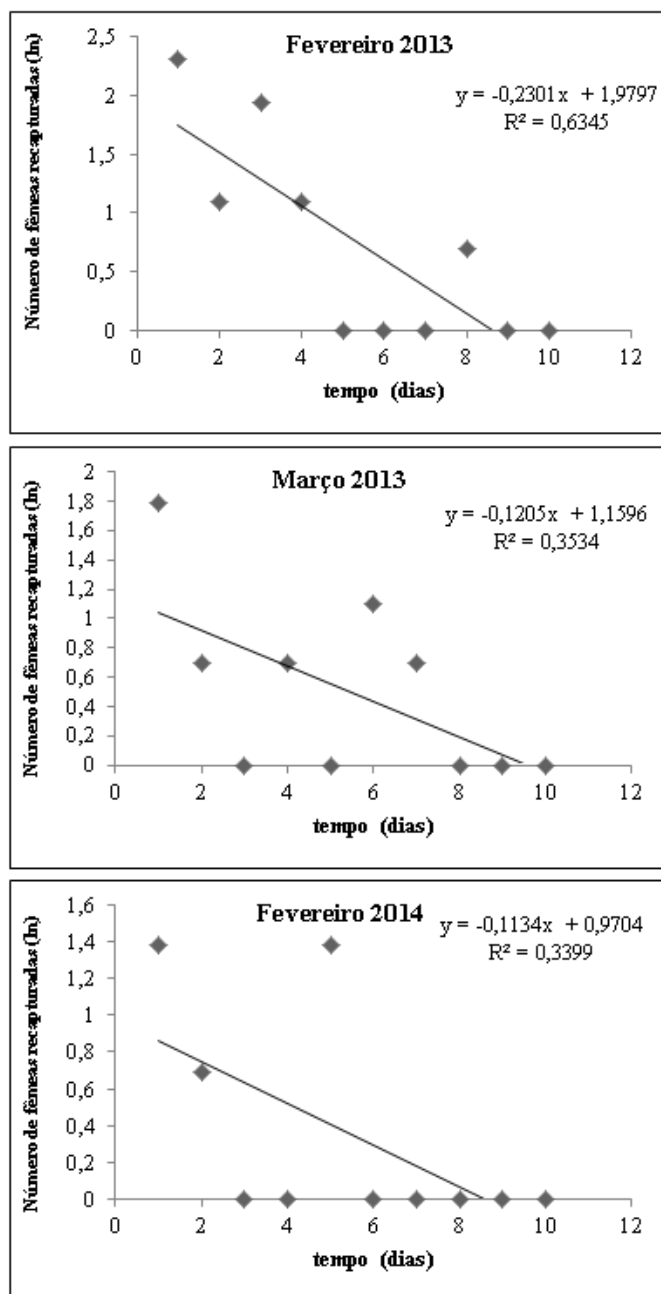 Fevereiro 2013
y = -0,2301x + 1,9797
R² = 0,6345
Número de fêmeas recapturadas (ln)
2,5
2
1,5
1
0,5
0
0 2 4 6 8 10 12
tempo (dias)
Março 2013
y = -0,1205x + 1,1596
R² = 0,3534
Número de fêmeas recapturadas (ln)
2
1,8
1,6
1,4
1,2
1
0,8
0,6
0,4
0,2
0
0 2 4 6 8 10 12
tempo (dias)
Fevereiro 2014
y = -0,1134x + 0,9704
R² = 0,3399
Número de fêmeas recapturadas (ln)
1,6
1,4
1,2
1
0,8
0,6
0,4
0,2
0
0 2 4 6 8 10 12
tempo (dias)